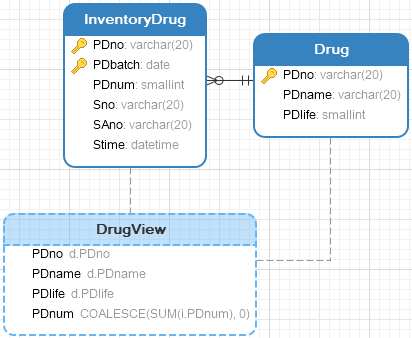 InventoryDrug
PDno: varchar(20)
PDbatch: date
PDnum: smallint
Sno: varchar(20)
SAno: varchar(20)
Stime: datetime
Drug
PDno: varchar(20)
PDname: varchar(20)
PDlife: smallint
DrugView
PDno d.PDno
PDname d.PDname
PDlife d.PDlife
PDnum COALESCE(SUM(i.PDnum), 0)